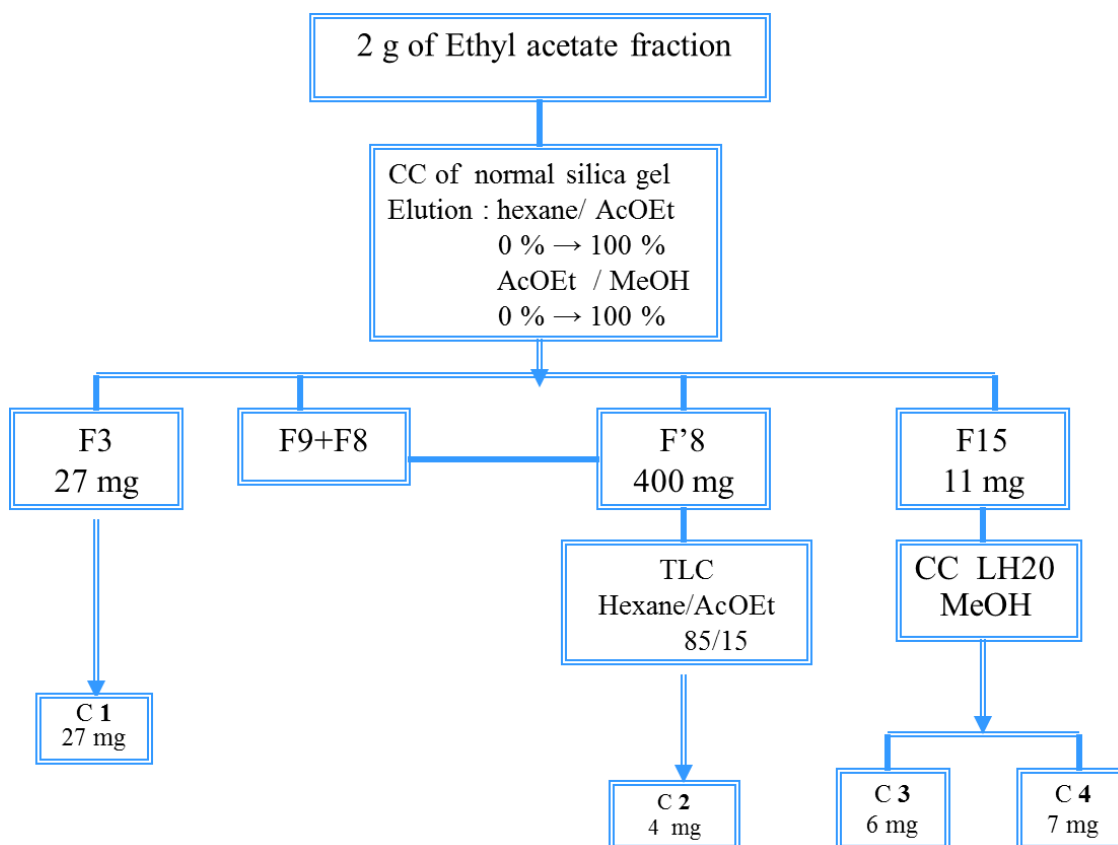 2 g of Ethyl acetate fraction
CC of normal silica gel
Elution : hexane/ AcOEt
0 % → 100 %
AcOEt / MeOH
0 % → 100 %
F3
27 mg
F9+F8
F’8
400 mg
F15
11 mg
TLC
Hexane/AcOEt
85/15
CC LH20
MeOH
C 1
27 mg
C 2
4 mg
C 3
6 mg
C 4
7 mg